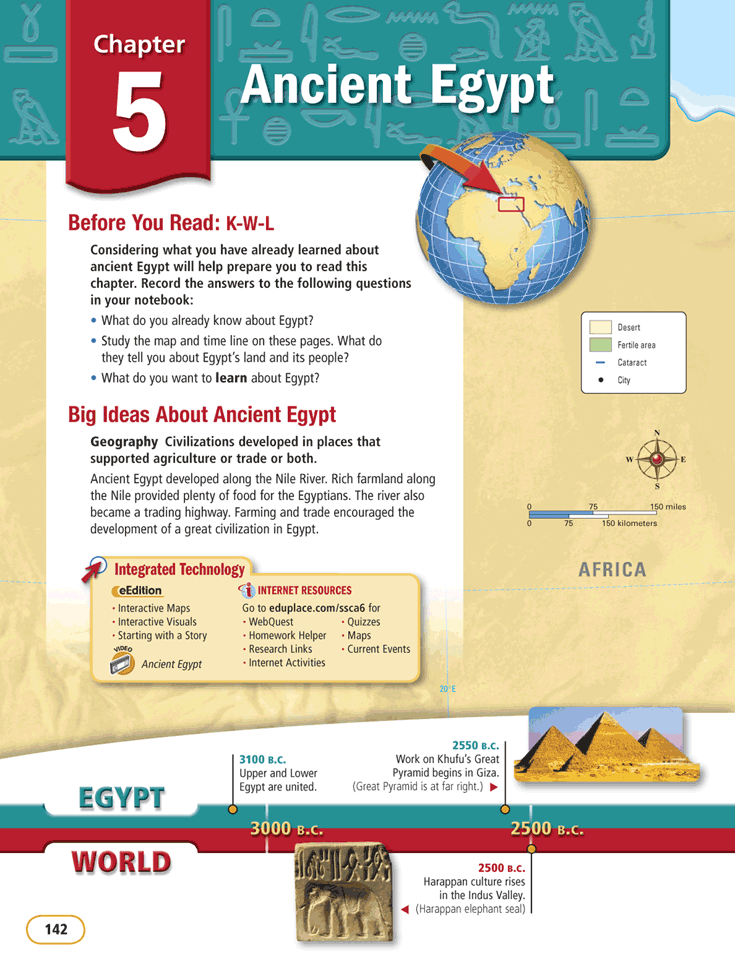 Chapter
5
Ancient Egypt
Before You Read: K-W-L
Considering what you have already learned about
ancient Egypt will help prepare you to read this
chapter. Record the answers to the following questions
in your notebook:
• What do you already know about Egypt?
• Study the map and time line on these pages. What do
they tell you about Egypt's land and its people?
• What do you want to learn about Egypt?
Big Ideas About Ancient Egypt
Geography Civilizations developed in places that
supported agriculture or trade or both.
Ancient Egypt developed along the Nile River. Rich farmland along
the Nile provided plenty of food for the Egyptians. The river also
became a trading highway. Farming and trade encouraged the
development of a great civilization in Egypt.
Integrated Technology
eEdition
• Interactive Maps
• Interactive Visuals
• Starting with a Story
VIDEO
Ancient Egypt
INTERNET RESOURCES
Go to eduplace.com/ssca6 for
• WebQuest
• Homework Helper
• Research Links
• Internet Activities
• Quizzes
• Maps
• Current Events
Desert
Fertile area
Cataract
City
N
W E
S
0 75 150 miles
0 75 150 kilometers
AFRICA
20°E
EGYPT
3100 B.C.
Upper and Lower
Egypt are united.
2550 B.C.
Work on Khufu's Great
Pyramid begins in Giza.
(Great Pyramid is at far right.) ▶
3000 B.C.
2500 B.C.
WORLD
2500 B.C.
Harappan culture rises
in the Indus Valley.
◀ (Harappan elephant seal)
142